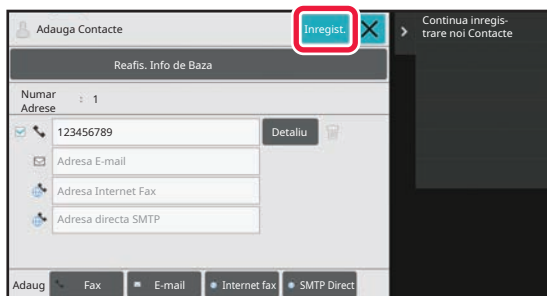 Adauga Contacte
Inregist.
Continua inregis-
trare noi Contacte
Reafis. Info de Baza
Numar
Adrese
: 1
123456789
Detaliu
Adresa E-mail
Adresa Internet Fax
Adresa directa SMTP
Adaug
Fax
E-mail
Internet fax
SMTP Direct